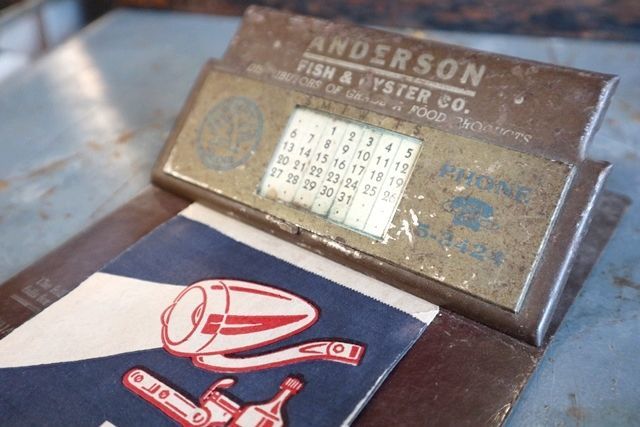 ANDERSON
FISH & OYSTER CO.
DISTRIBUTORS OF GRADE A FOOD PRODUCTS
1 2 3 4 5
6 7 8 9 10 11 12
13 14 15 16 17 18 19
20 21 22 23 24 25 26
27 28 29 30 31
PHONE